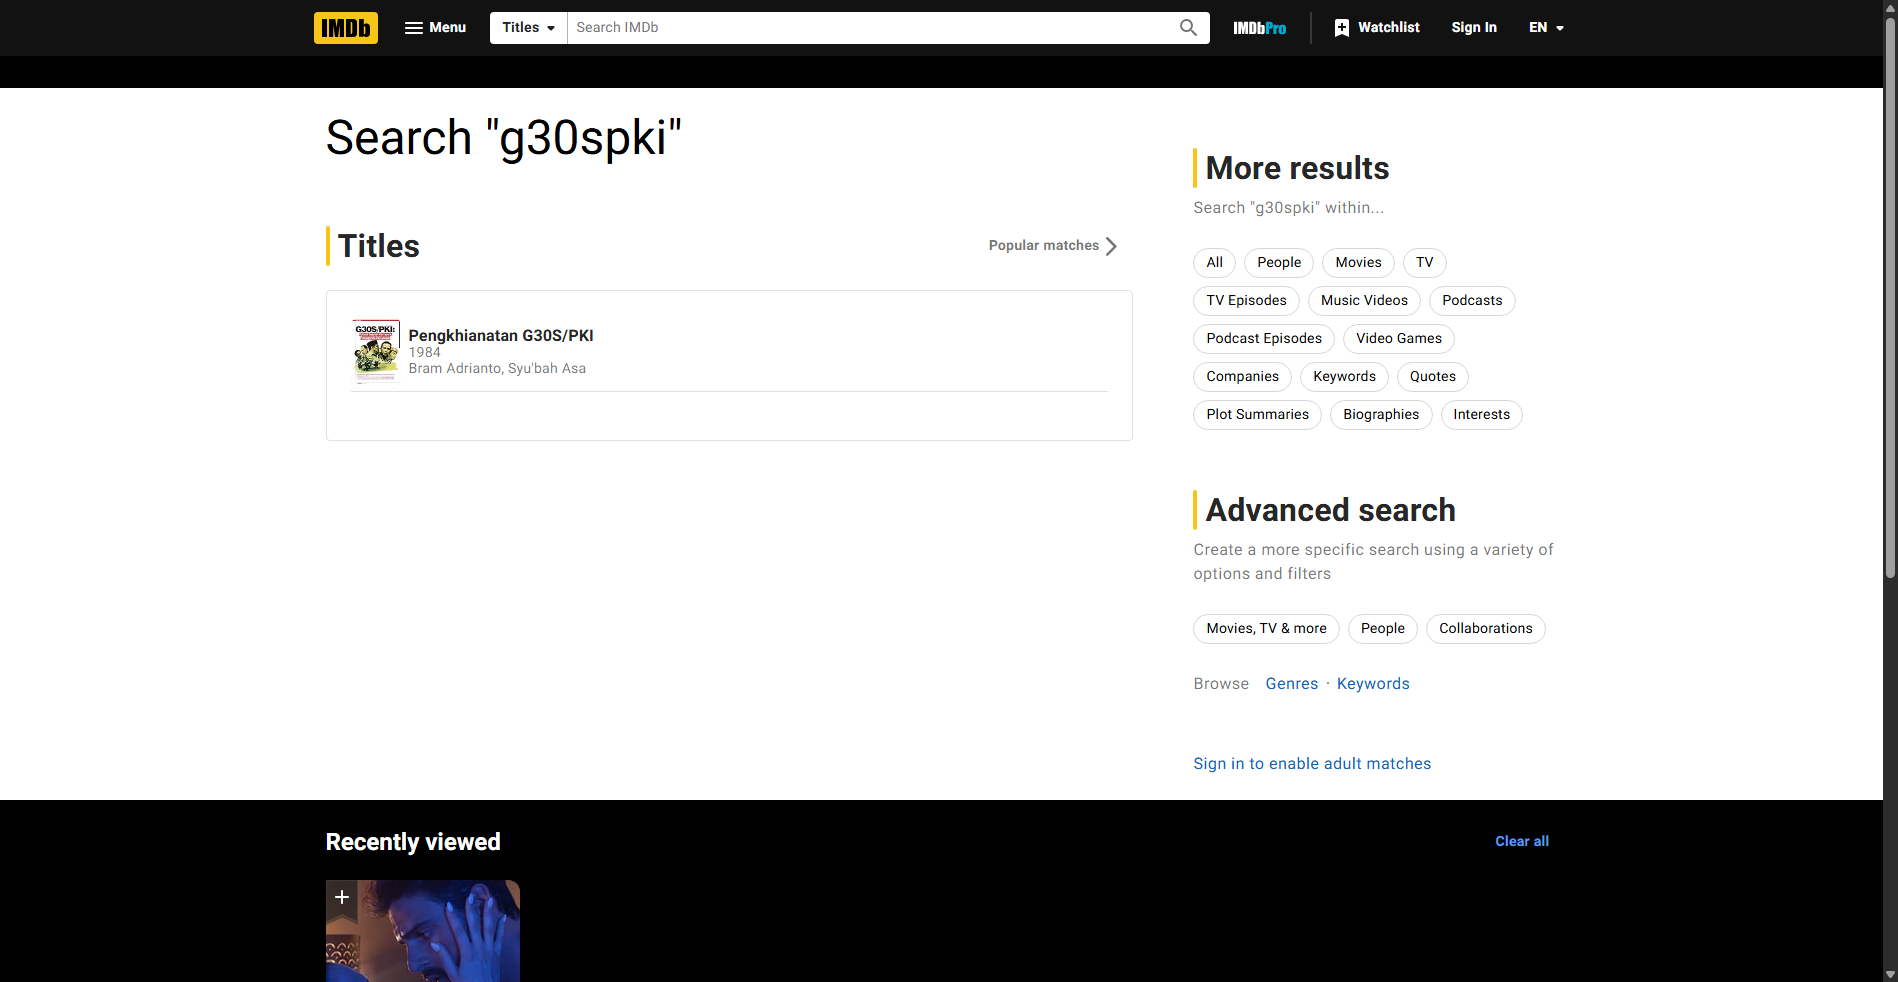 IMDb Menu Titles Search IMDb IMDbPro Watchlist Sign In EN
Search "g30spki"
Titles
Popular matches
G30S/PKI:
Pengkhianatan G30S/PKI
1984
Bram Adrianto, Syu'bah Asa
More results
Search "g30spki" within...
All People Movies TV
TV Episodes Music Videos Podcasts
Podcast Episodes Video Games
Companies Keywords Quotes
Plot Summaries Biographies Interests
Advanced search
Create a more specific search using a variety of
options and filters
Movies, TV & more People Collaborations
Browse Genres · Keywords
Sign in to enable adult matches
Recently viewed
Clear all